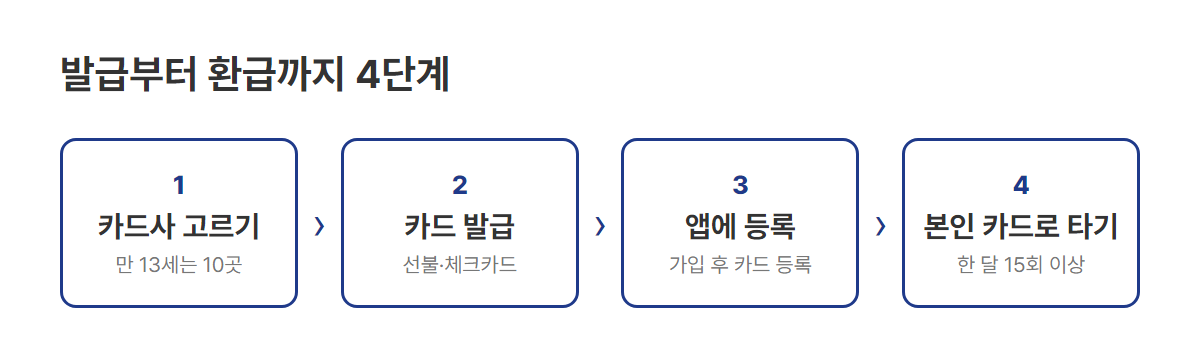 발급부터 환급까지 4단계
1
카드사 고르기
만 13세는 10곳
›
2
카드 발급
선불·체크카드
›
3
앱에 등록
가입 후 카드 등록
›
4
본인 카드로 타기
한 달 15회 이상